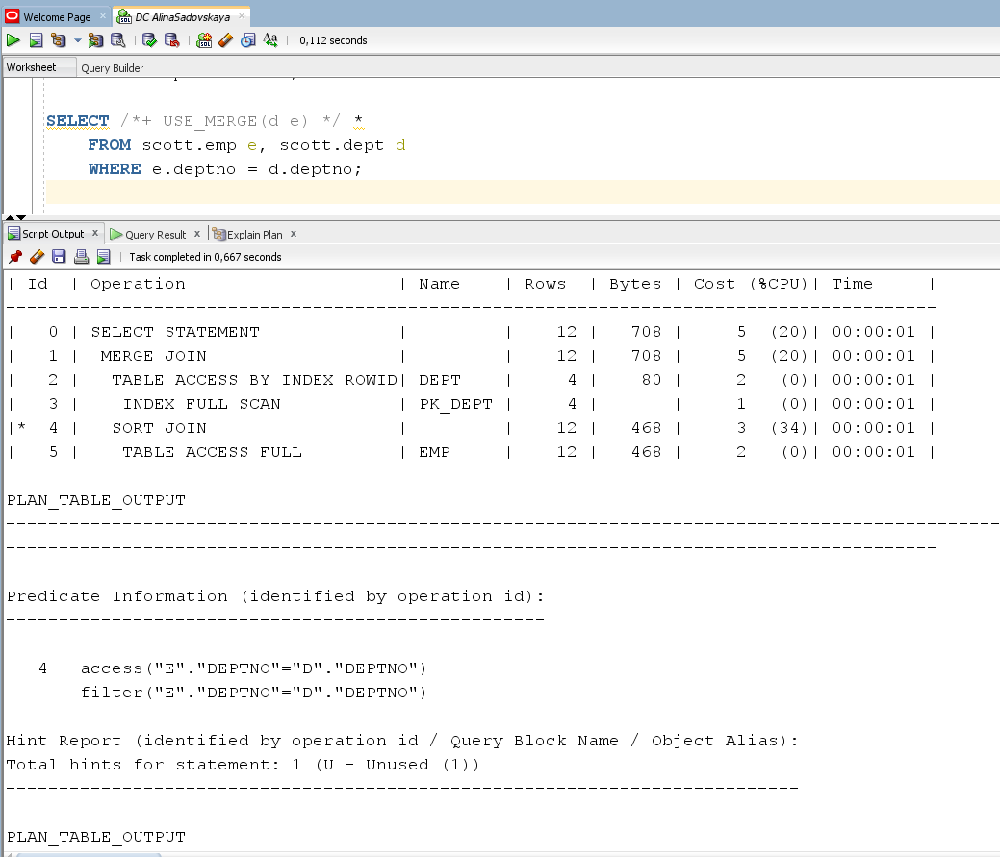 Welcome Page
DC AlinaSadovskaya
0,112 seconds
Worksheet
Query Builder
SELECT /*+ USE_MERGE(d e) */ *
    FROM scott.emp e, scott.dept d
    WHERE e.deptno = d.deptno;
Script Output
Query Result
Explain Plan
Task completed in 0,667 seconds
| Id  | Operation                    | Name    | Rows  | Bytes | Cost (%CPU)| Time     |
----------------------------------------------------------------------------------------
|   0 | SELECT STATEMENT             |         |    12 |   708 |     5  (20)| 00:00:01 |
|   1 |  MERGE JOIN                  |         |    12 |   708 |     5  (20)| 00:00:01 |
|   2 |   TABLE ACCESS BY INDEX ROWID| DEPT    |     4 |    80 |     2   (0)| 00:00:01 |
|   3 |    INDEX FULL SCAN           | PK_DEPT |     4 |       |     1   (0)| 00:00:01 |
|*  4 |   SORT JOIN                  |         |    12 |   468 |     3  (34)| 00:00:01 |
|   5 |    TABLE ACCESS FULL         | EMP     |    12 |   468 |     2   (0)| 00:00:01 |
PLAN_TABLE_OUTPUT
----------------------------------------------------------------------------------------------
----------------------------------------------------------------------------------------
Predicate Information (identified by operation id):
---------------------------------------------------
   4 - access("E"."DEPTNO"="D"."DEPTNO")
       filter("E"."DEPTNO"="D"."DEPTNO")
Hint Report (identified by operation id / Query Block Name / Object Alias):
Total hints for statement: 1 (U - Unused (1))
---------------------------------------------------------------------------
PLAN_TABLE_OUTPUT